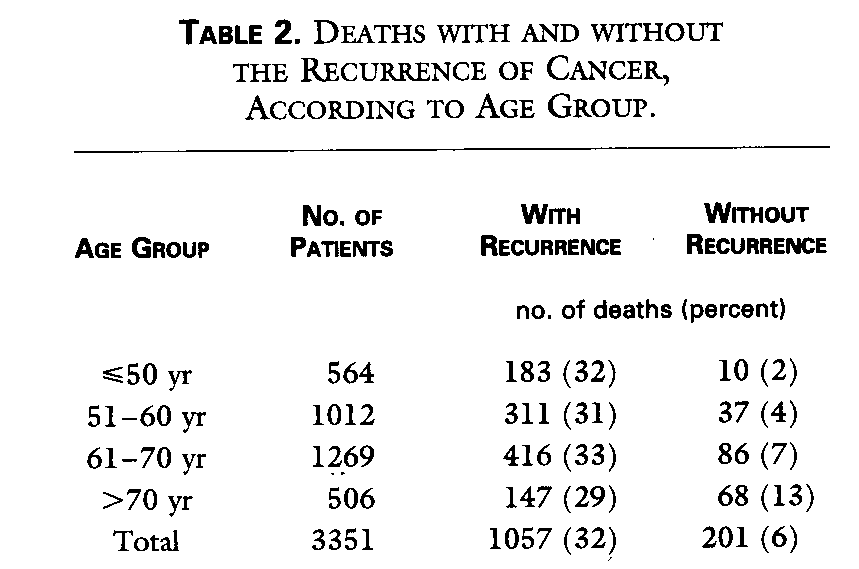 TABLE 2. DEATHS WITH AND WITHOUT
THE RECURRENCE OF CANCER,
ACCORDING TO AGE GROUP.
AGE GROUP NO. OF PATIENTS WITH RECURRENCE WITHOUT RECURRENCE
no. of deaths (percent)
≤50 yr 564 183 (32) 10 (2)
51–60 yr 1012 311 (31) 37 (4)
61–70 yr 1269 416 (33) 86 (7)
>70 yr 506 147 (29) 68 (13)
Total 3351 1057 (32) 201 (6)